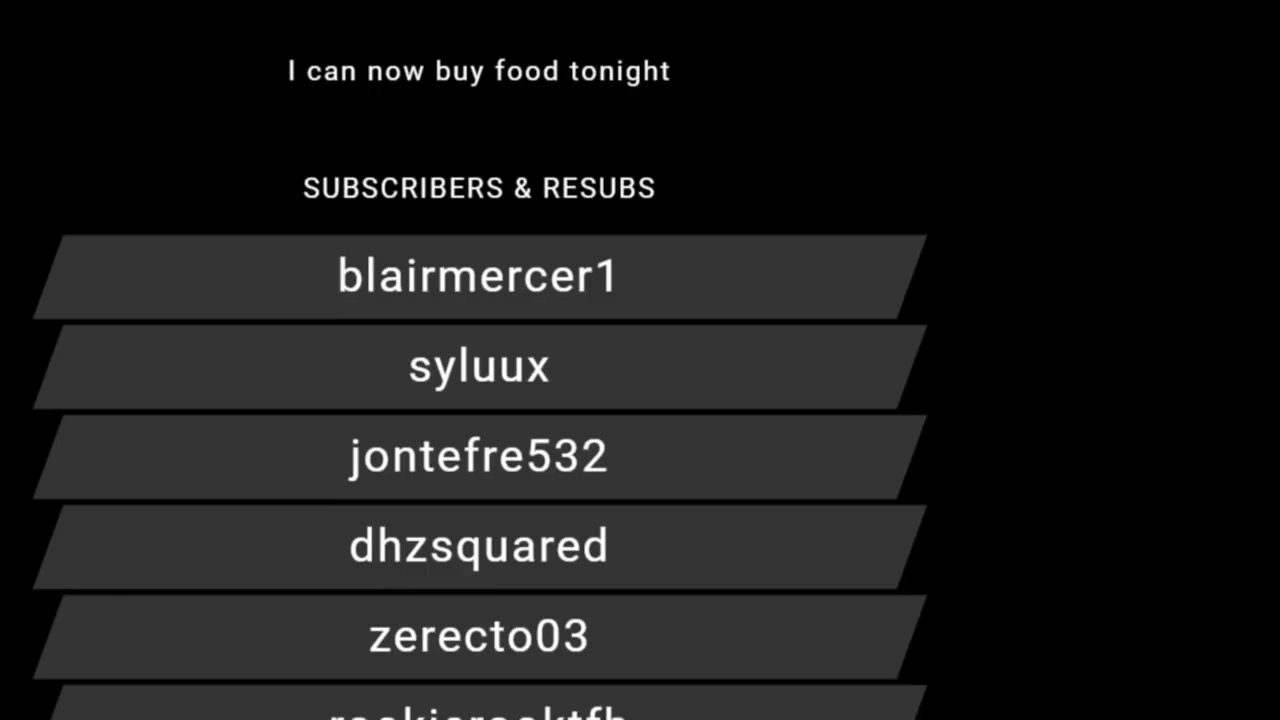 I can now buy food tonight
SUBSCRIBERS & RESUBS
blairmercer1
syluux
jontefre532
dhzsquared
zerecto03